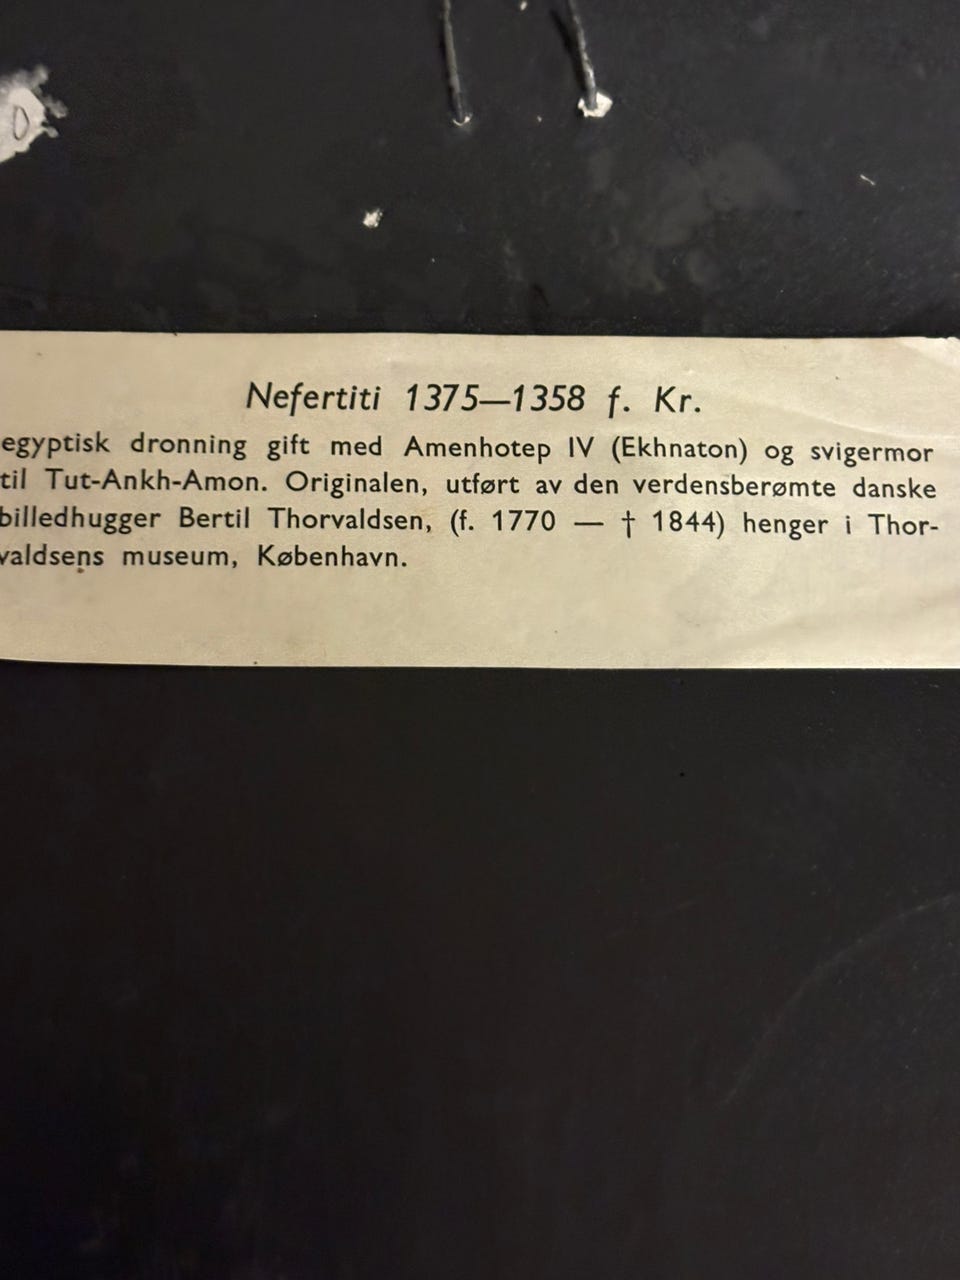 Nefertiti 1375—1358 f. Kr.
egyptisk dronning gift med Amenhotep IV (Ekhnaton) og svigermor
til Tut-Ankh-Amon. Originalen, utført av den verdensberømte danske
billedhugger Bertil Thorvaldsen, (f. 1770 — † 1844) henger i Thor-
valdsens museum, København.